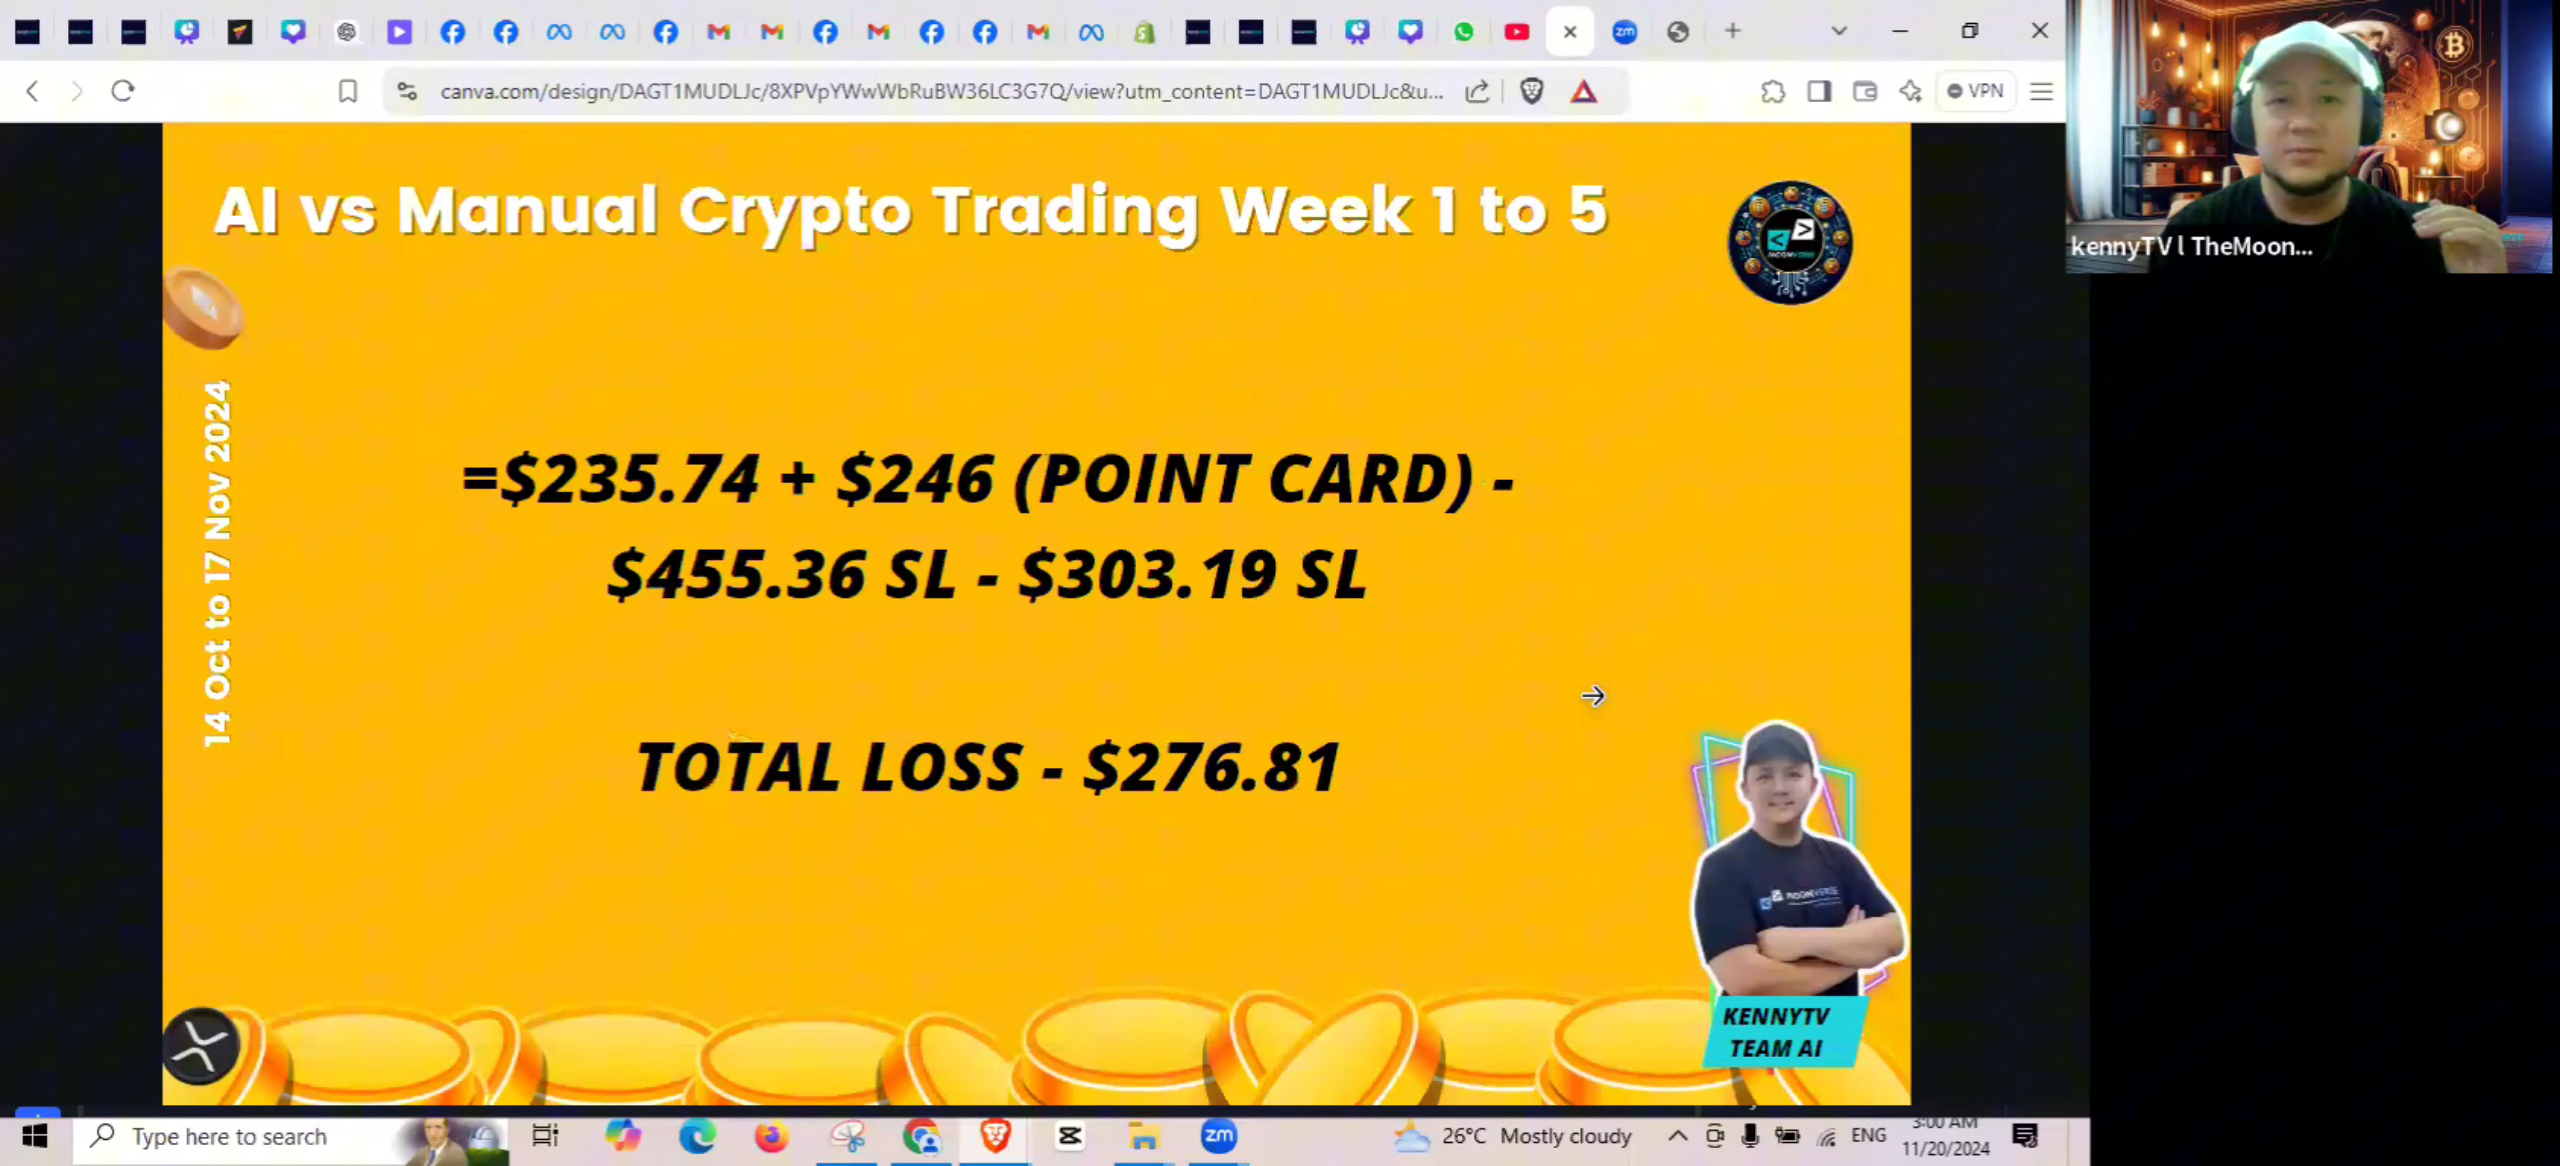 canva.com/design/DAGT1MUDLJc/8XPVpYWwWbRuBW36LC3G7Q/view?utm_content=DAGT1MUDLJc&u...
VPN
kennyTV l TheMoon...
AI vs Manual Crypto Trading Week 1 to 5
14 Oct to 17 Nov 2024
=$235.74 + $246 (POINT CARD) -
$455.36 SL - $303.19 SL
TOTAL LOSS - $276.81
KENNYTV
TEAM AI
Type here to search
zm
26°C Mostly cloudy
ENG
3:00 AM
11/20/2024